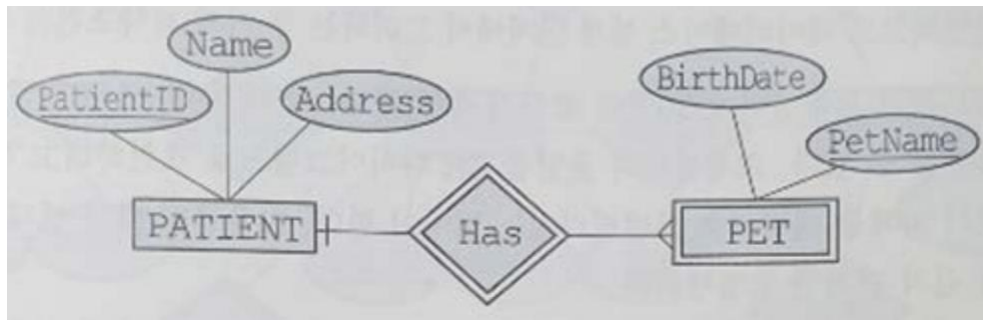 Name
PatientID
Address
BirthDate
PetName
PATIENT
Has
PET